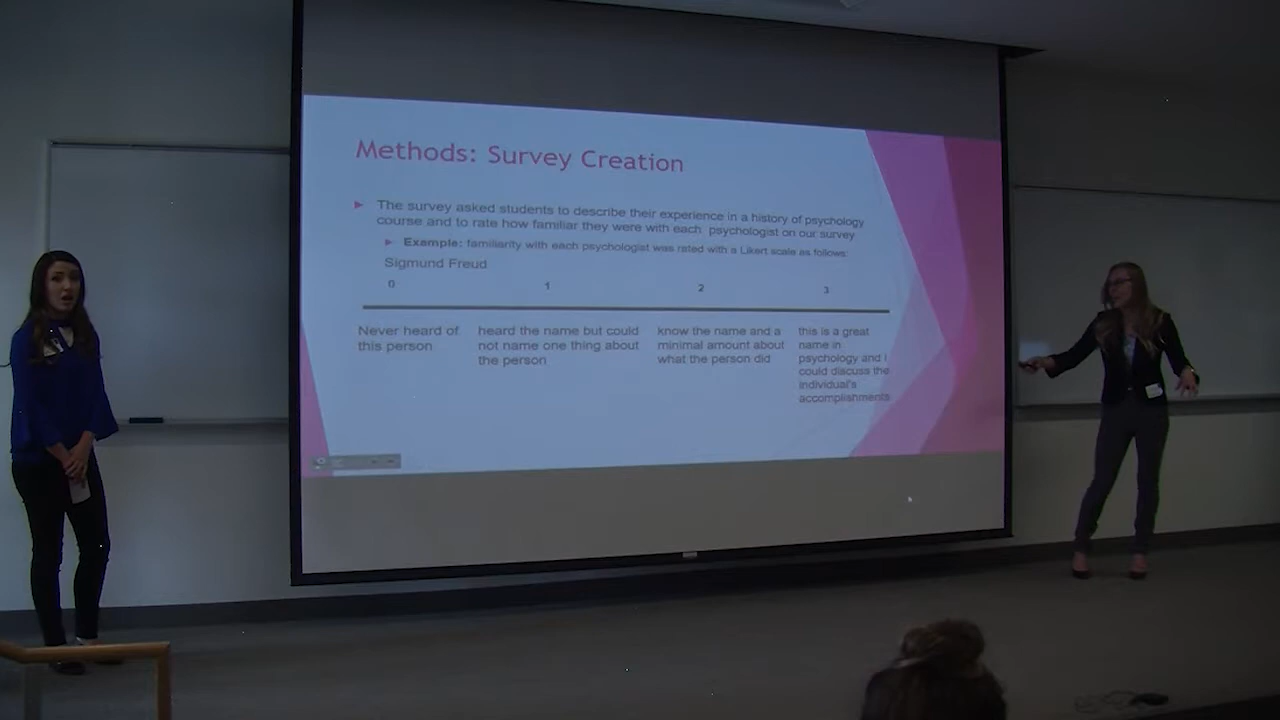 Methods: Survey Creation
The survey asked students to describe their experience in a history of psychology
course and to rate how familiar they were with each psychologist on our survey
Example: familiarity with each psychologist was rated with a Likert scale as follows:
Sigmund Freud
0 1 2 3
Never heard of
this person
heard the name but could
not name one thing about
the person
know the name and a
minimal amount about
what the person did
this is a great
name in
psychology and I
could discuss the
individual's
accomplishments